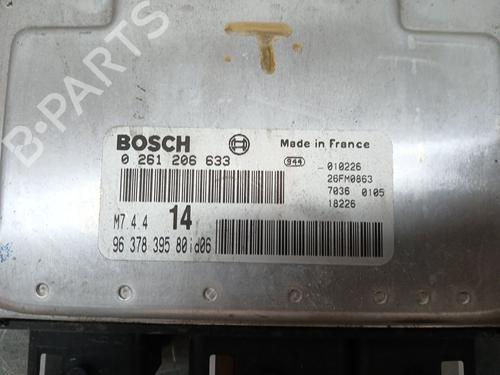 B-PARTS
T
BOSCH
Made in France
0 261 206 633
944
010226
26FM0863
7036 0105
18226
M7.4.4 14
96 378 395 80 id06